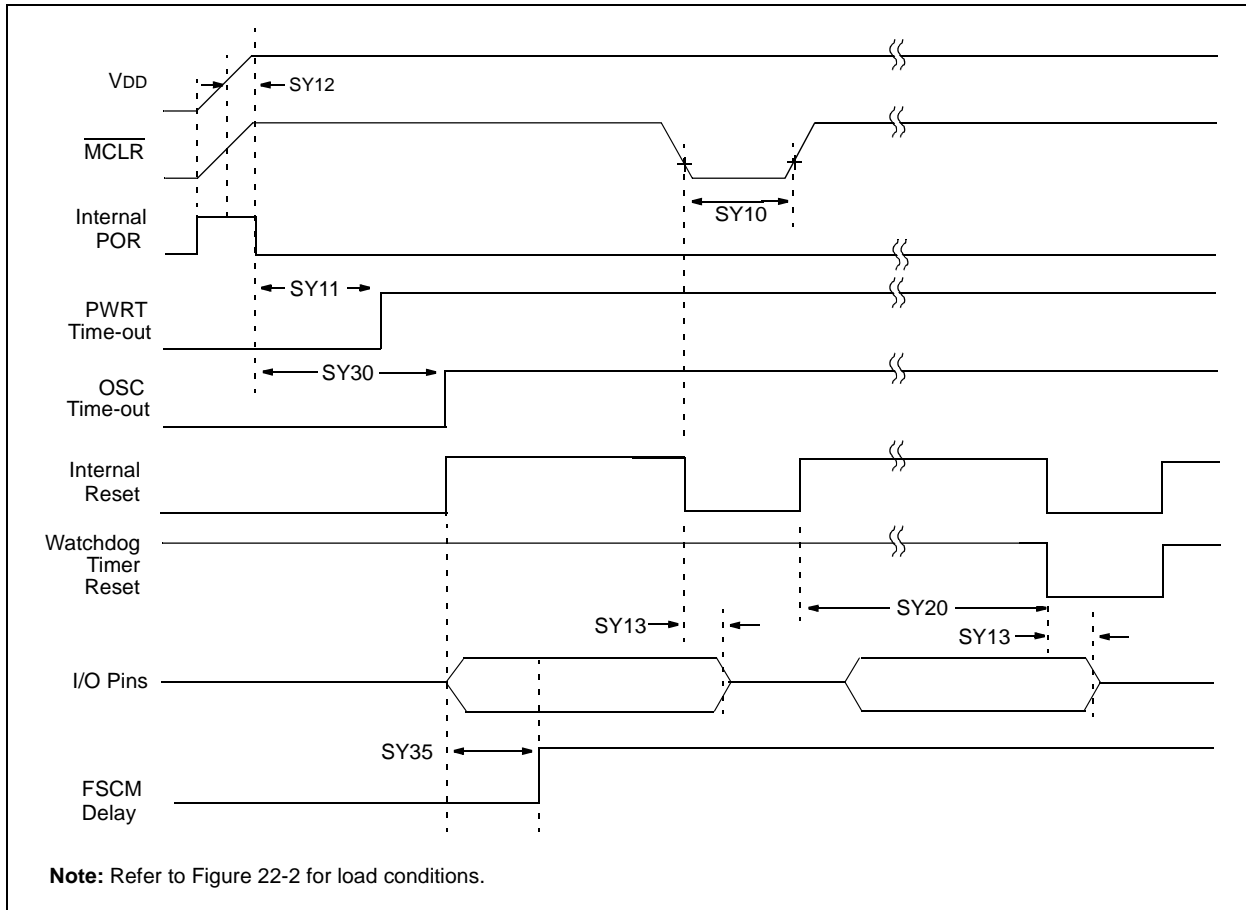 VDD
SY12
MCLR
SY10
Internal
POR
SY11
PWRT
Time-out
SY30
OSC
Time-out
Internal
Reset
Watchdog
Timer
Reset
SY20
SY13
SY13
I/O Pins
SY35
FSCM
Delay
Note: Refer to Figure 22-2 for load conditions.